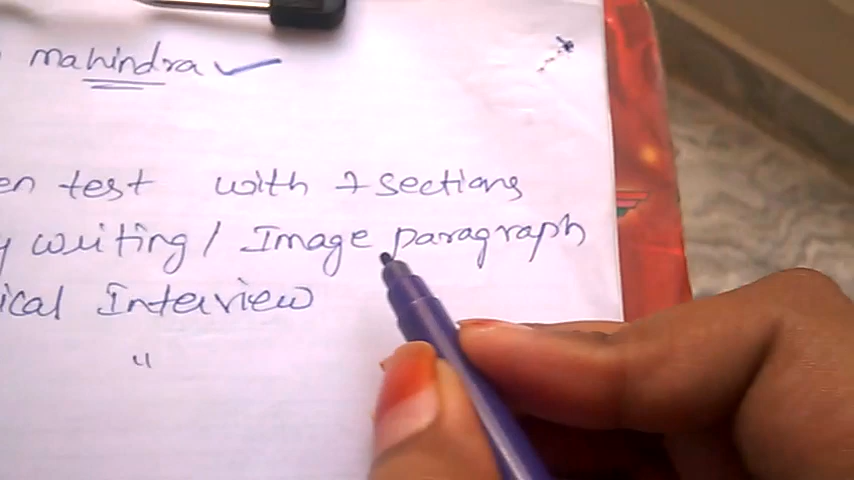 mahindra
en test with 7 sections
y writing / Image paragraph
ical Interview
"